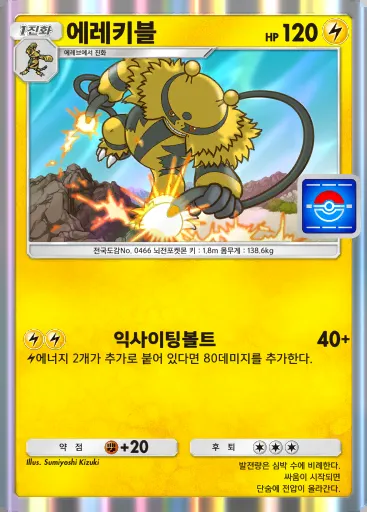 1진화 에레키블 HP 120
에레브에서 진화
전국도감No. 0466 뇌전포켓몬 키 : 1.8m 몸무게 : 138.6kg
익사이팅볼트 40+
에너지 2개가 추가로 붙어 있다면 80데미지를 추가한다.
약점 +20 후퇴
Illus. Sumiyoshi Kizuki
발전량은 심박 수에 비례한다.
싸움이 시작되면
단숨에 전압이 올라간다.